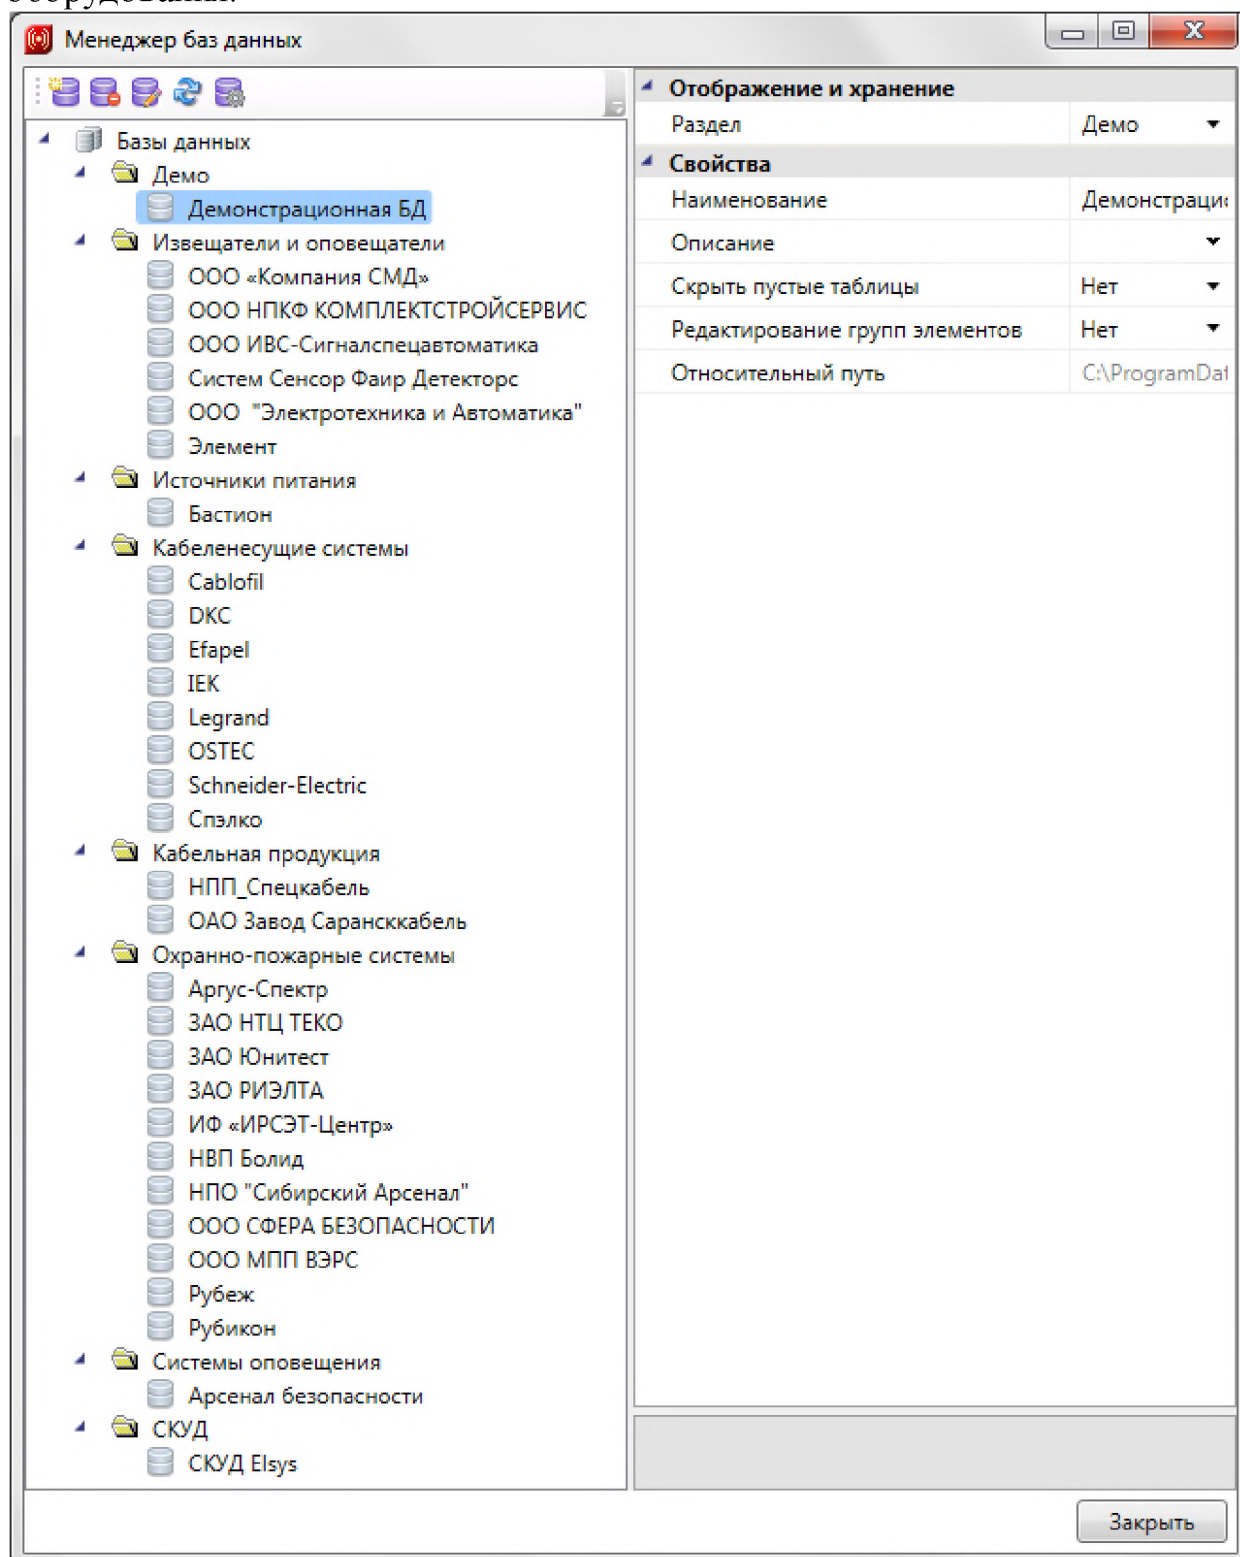 оборудования.
Менеджер баз данных
Базы данных
Демо
Демонстрационная БД
Извещатели и оповещатели
ООО «Компания СМД»
ООО НПКФ КОМПЛЕКТСТРОЙСЕРВИС
ООО ИВС-Сигналспецавтоматика
Систем Сенсор Фаир Детекторс
ООО "Электротехника и Автоматика"
Элемент
Источники питания
Бастион
Кабеленесущие системы
Cablofil
DKC
Efapel
IEK
Legrand
OSTEC
Schneider-Electric
Спэлко
Кабельная продукция
НПП_Спецкабель
ОАО Завод Сарансккабель
Охранно-пожарные системы
Аргус-Спектр
ЗАО НТЦ ТЕКО
ЗАО Юнитест
ЗАО РИЭЛТА
ИФ «ИРСЭТ-Центр»
НВП Болид
НПО "Сибирский Арсенал"
ООО СФЕРА БЕЗОПАСНОСТИ
ООО МПП ВЭРС
Рубеж
Рубикон
Системы оповещения
Арсенал безопасности
СКУД
СКУД Elsys
Отображение и хранение
Раздел Демо
Свойства
Наименование Демонстрацио
Описание
Скрыть пустые таблицы Нет
Редактирование групп элементов Нет
Относительный путь C:\ProgramDat
Закрыть